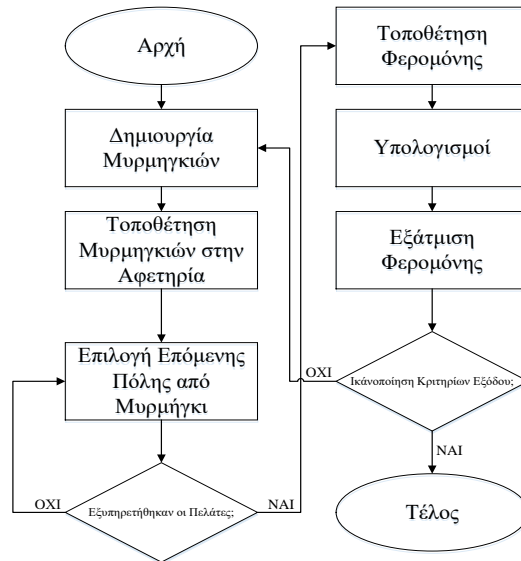 Αρχή
Δημιουργία
Μυρμηγκιών
Τοποθέτηση
Μυρμηγκιών στην
Αφετηρία
Επιλογή Επόμενης
Πόλης από
Μυρμήγκι
Εξυπηρετήθηκαν οι Πελάτες;
ΟΧΙ
ΝΑΙ
Τοποθέτηση
Φερομόνης
Υπολογισμοί
Εξάτμιση
Φερομόνης
Ικάνοποίηση Κριτηρίων Εξόδου;
ΟΧΙ
ΝΑΙ
Τέλος